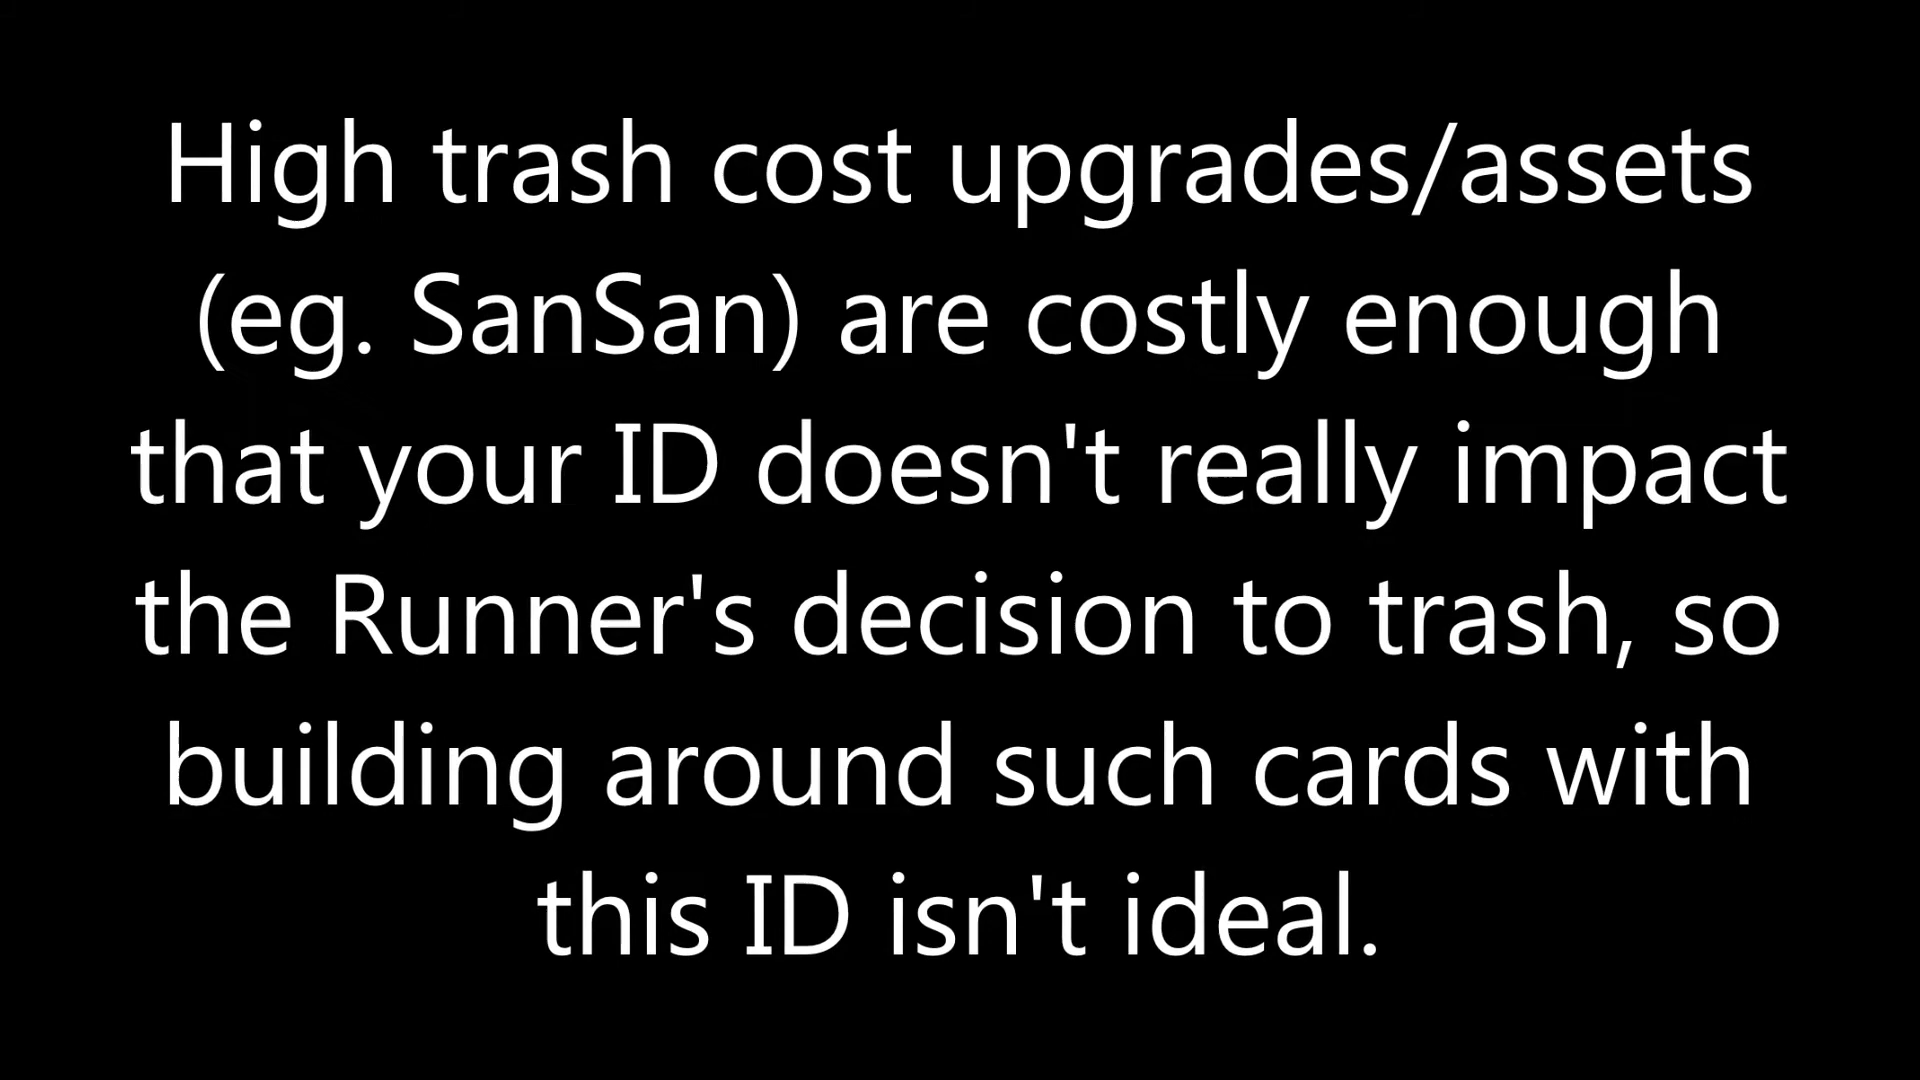 High trash cost upgrades/assets
(eg. SanSan) are costly enough
that your ID doesn't really impact
the Runner's decision to trash, so
building around such cards with
this ID isn't ideal.